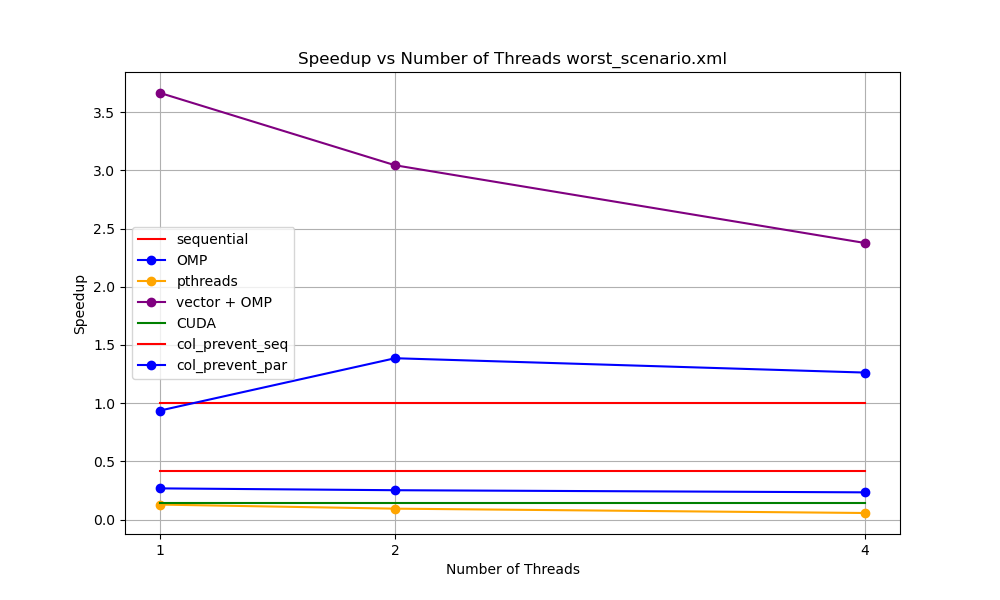 Speedup vs Number of Threads worst_scenario.xml
Speedup
3.5
3.0
2.5
2.0
1.5
1.0
0.5
0.0
sequential
OMP
pthreads
vector + OMP
CUDA
col_prevent_seq
col_prevent_par
1
2
4
Number of Threads